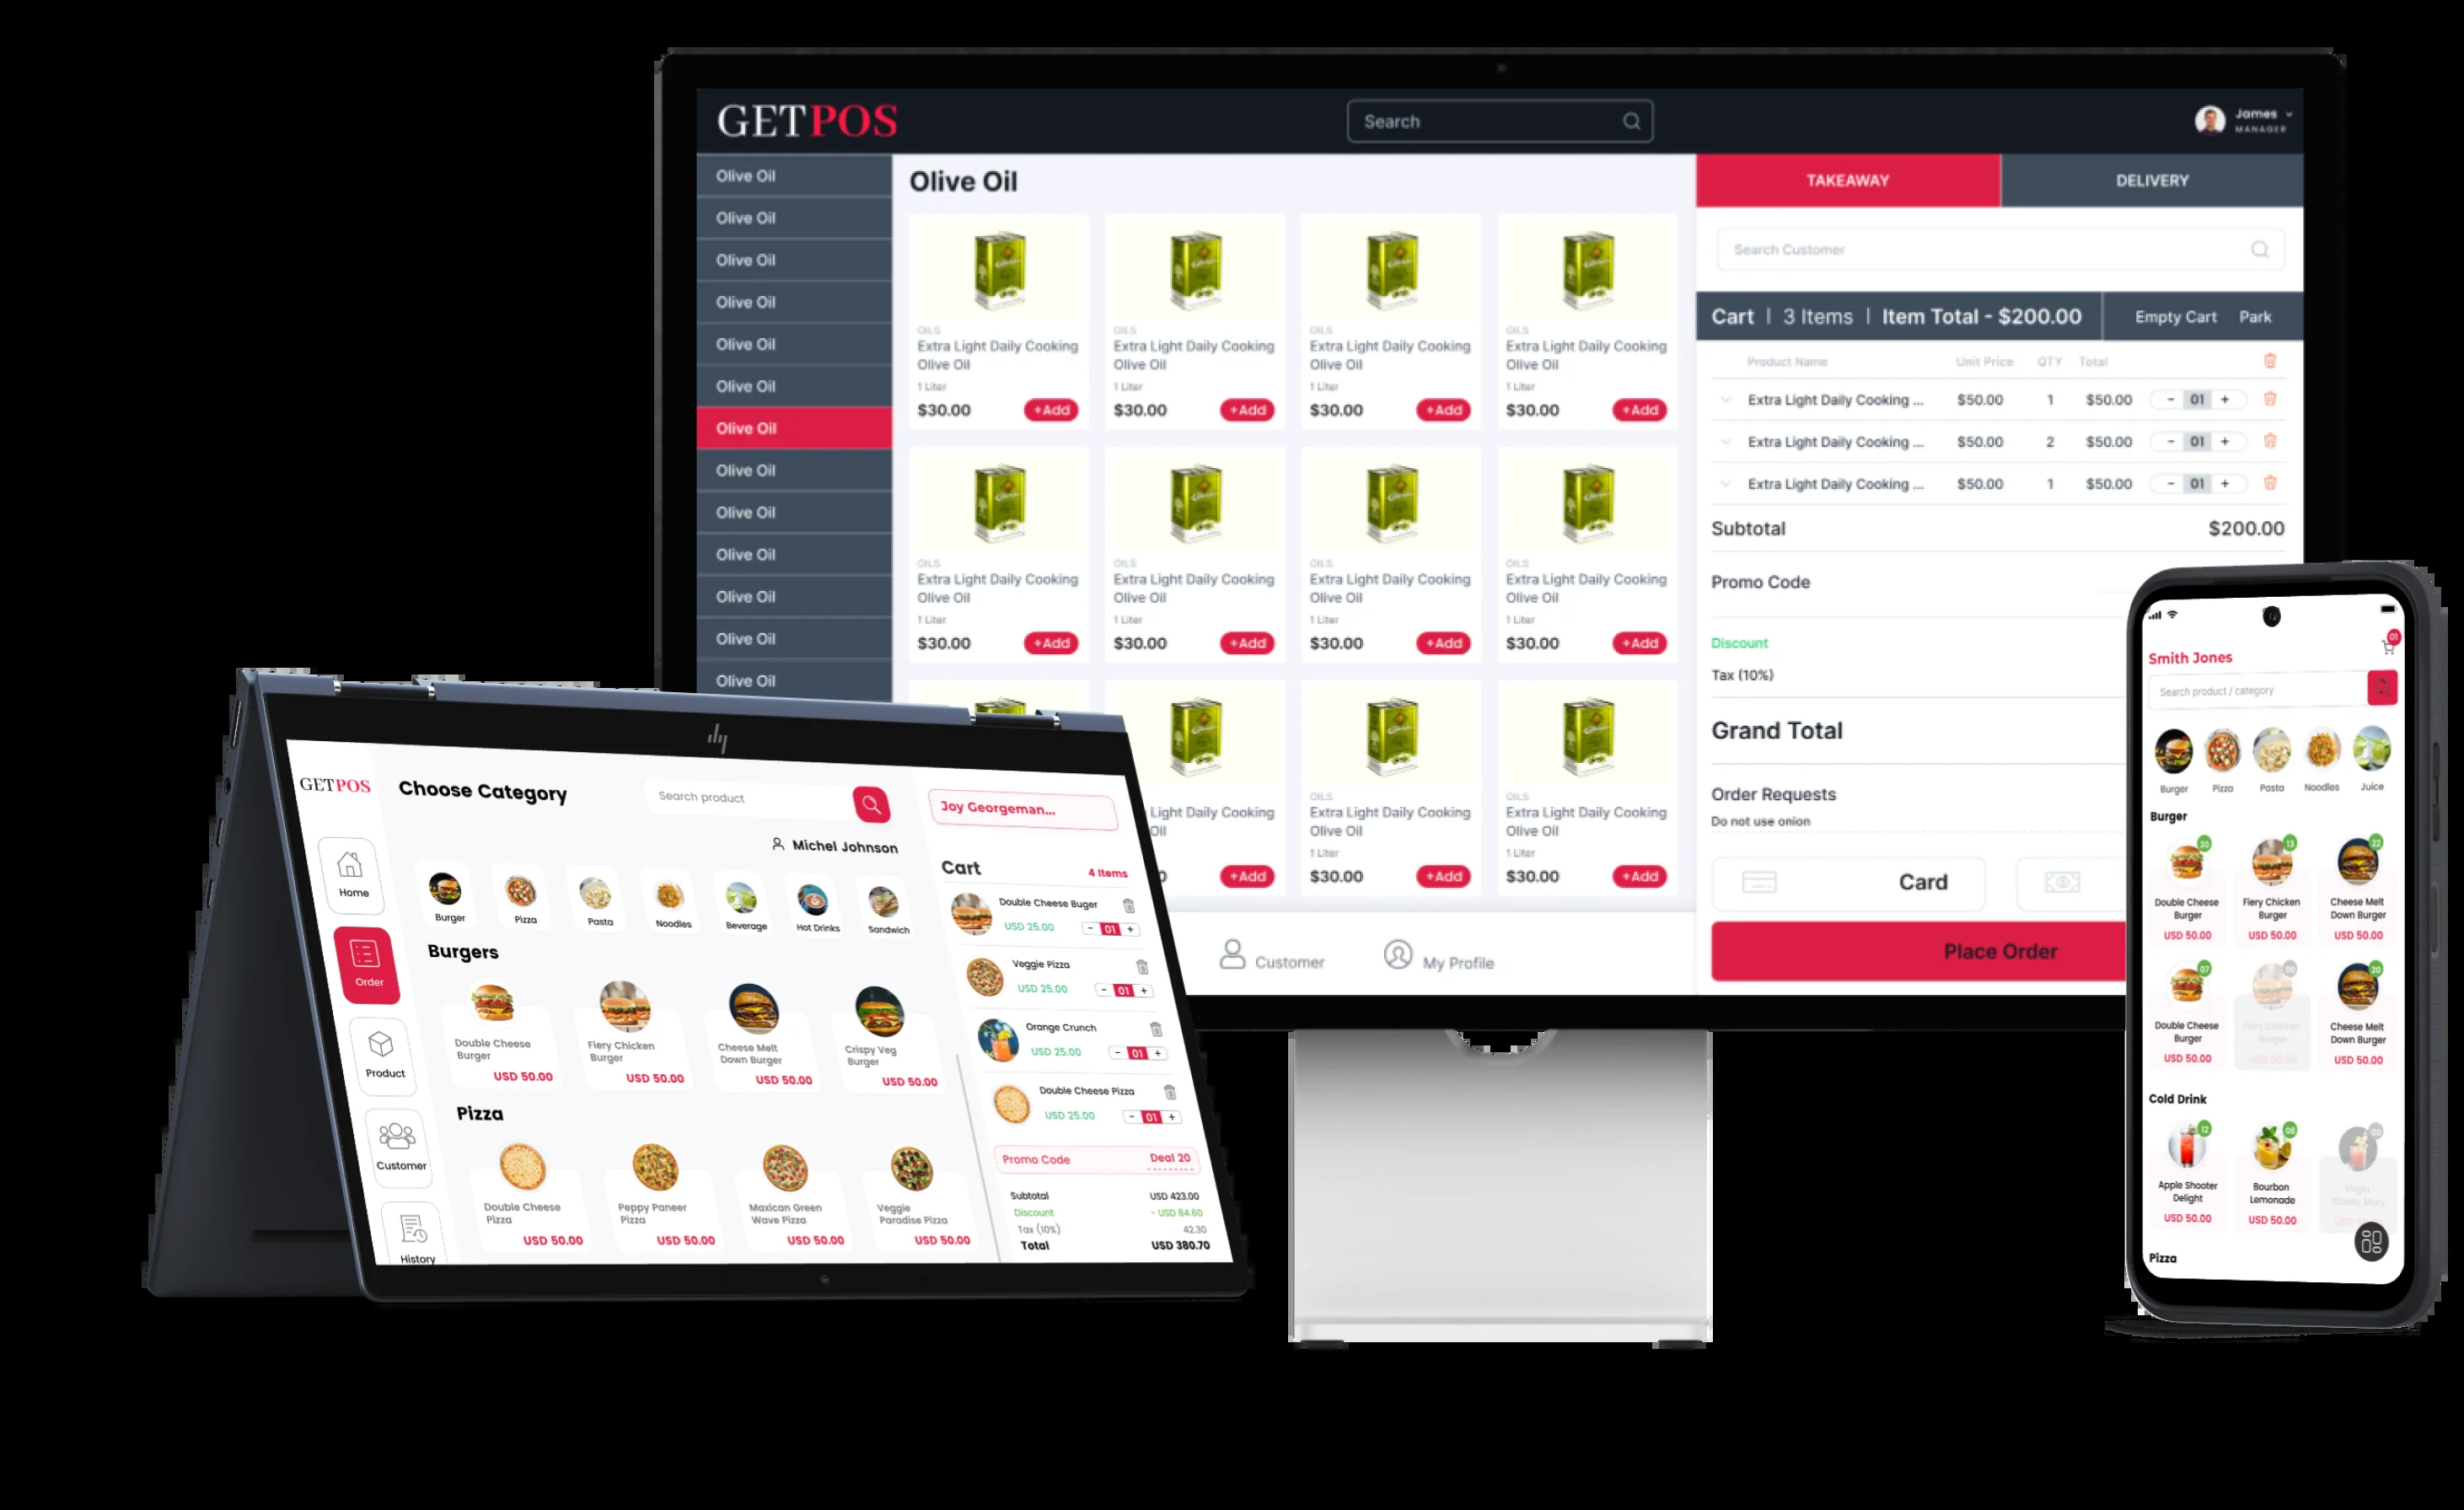 GETPOS
Search
James
MANAGER
Olive Oil
Olive Oil
Olive Oil
Olive Oil
Olive Oil
Olive Oil
Olive Oil
Olive Oil
Olive Oil
Olive Oil
Olive Oil
Olive Oil
Olive Oil
Olive Oil
OILS
Extra Light Daily Cooking
Olive Oil
1 Liter
$30.00 +Add
OILS
Extra Light Daily Cooking
Olive Oil
1 Liter
$30.00 +Add
OILS
Extra Light Daily Cooking
Olive Oil
1 Liter
$30.00 +Add
OILS
Extra Light Daily Cooking
Olive Oil
1 Liter
$30.00 +Add
OILS
Extra Light Daily Cooking
Olive Oil
1 Liter
$30.00 +Add
OILS
Extra Light Daily Cooking
Olive Oil
1 Liter
$30.00 +Add
OILS
Extra Light Daily Cooking
Olive Oil
1 Liter
$30.00 +Add
OILS
Extra Light Daily Cooking
Olive Oil
1 Liter
$30.00 +Add
Light Daily Cooking
Oil
+Add
OILS
Extra Light Daily Cooking
Olive Oil
1 Liter
$30.00 +Add
OILS
Extra Light Daily Cooking
Olive Oil
1 Liter
$30.00 +Add
Customer
My Profile
TAKEAWAY
DELIVERY
Search Customer
Cart | 3 Items | Item Total - $200.00
Empty Cart Park
Product Name Unit Price QTY Total
Extra Light Daily Cooking ... $50.00 1 $50.00 - 01 +
Extra Light Daily Cooking ... $50.00 2 $50.00 - 01 +
Extra Light Daily Cooking ... $50.00 1 $50.00 - 01 +
Subtotal $200.00
Promo Code
Discount
Tax (10%)
Grand Total
Order Requests
Do not use onion
Card
Place Order
hp
GETPOS
Choose Category
Search product
Michel Johnson
Home
Order
Product
Customer
History
Burger
Pizza
Pasta
Noodles
Beverage
Hot Drinks
Sandwich
Burgers
Double Cheese
Burger
USD 50.00
Fiery Chicken
Burger
USD 50.00
Cheese Melt
Down Burger
USD 50.00
Crispy Veg
Burger
USD 50.00
Pizza
Double Cheese
Pizza
USD 50.00
Peppy Paneer
Pizza
USD 50.00
Maxican Green
Wave Pizza
USD 50.00
Veggie
Paradise Pizza
USD 50.00
Joy Georgeman...
Cart 4 Items
Double Cheese Buger
USD 25.00 - 01 +
Veggie Pizza
USD 25.00 - 01 +
Orange Crunch
USD 25.00 - 01 +
Double Cheese Pizza
USD 25.00 - 01 +
Promo Code Deal 20
Subtotal USD 423.00
Discount - USD 84.60
Tax (10%) 42.30
Total USD 380.70
01
Smith Jones
Search product / category
Burger
Pizza
Pasta
Noodles
Juice
Burger
20
Double Cheese
Burger
USD 50.00
13
Fiery Chicken
Burger
USD 50.00
22
Cheese Melt
Down Burger
USD 50.00
07
Double Cheese
Burger
USD 50.00
00
Fiery Chicken
Burger
USD 50.00
20
Cheese Melt
Down Burger
USD 50.00
Cold Drink
12
Apple Shooter
Delight
USD 50.00
08
Bourbon
Lemonade
USD 50.00
00
Virgin
Bloody Mary
Pizza